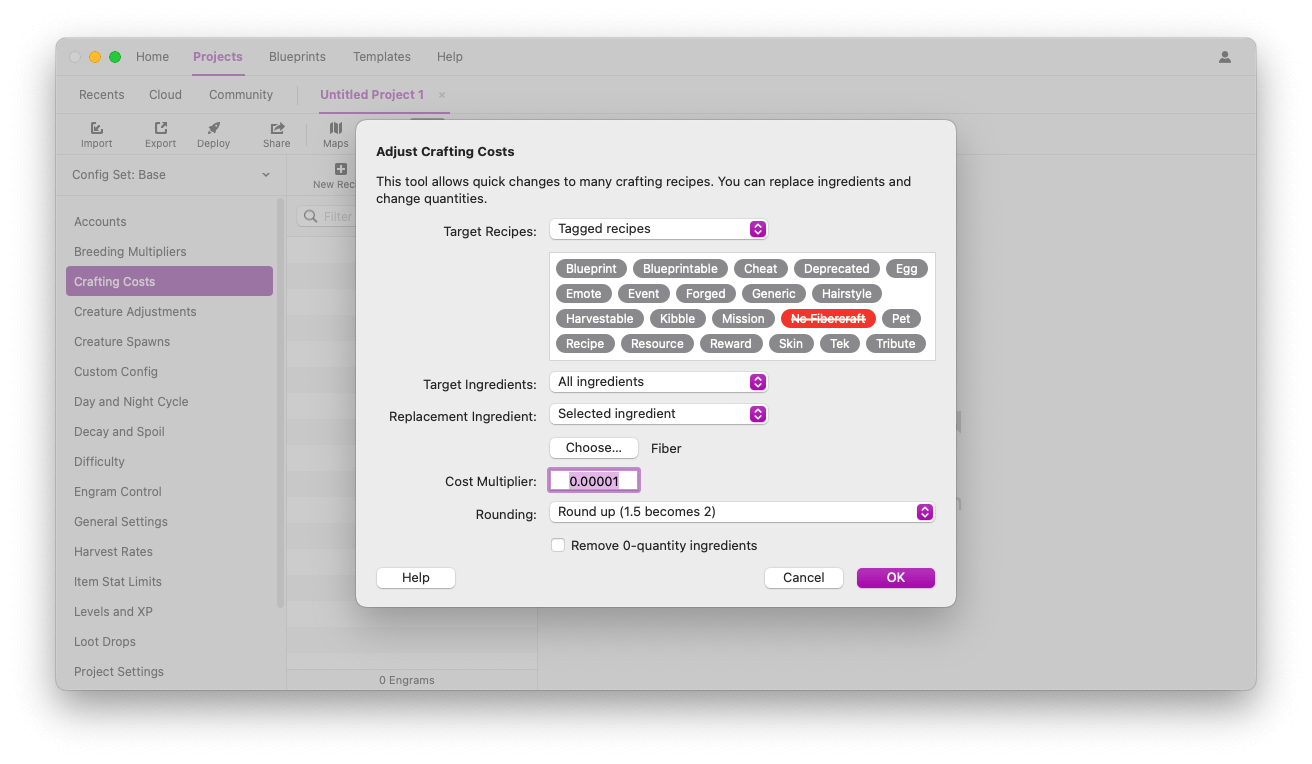 Home Projects Blueprints Templates Help
Recents Cloud Community Untitled Project 1 ×
Import Export Deploy Share Maps
Config Set: Base
New Rec
Filter
Accounts
Breeding Multipliers
Crafting Costs
Creature Adjustments
Creature Spawns
Custom Config
Day and Night Cycle
Decay and Spoil
Difficulty
Engram Control
General Settings
Harvest Rates
Item Stat Limits
Levels and XP
Loot Drops
Project Settings
0 Engrams
Adjust Crafting Costs
This tool allows quick changes to many crafting recipes. You can replace ingredients and
change quantities.
Target Recipes: Tagged recipes
Blueprint Blueprintable Cheat Deprecated Egg
Emote Event Forged Generic Hairstyle
Harvestable Kibble Mission No Fibercraft Pet
Recipe Resource Reward Skin Tek Tribute
Target Ingredients: All ingredients
Replacement Ingredient: Selected ingredient
Choose... Fiber
Cost Multiplier: 0.00001
Rounding: Round up (1.5 becomes 2)
Remove 0-quantity ingredients
Help Cancel OK